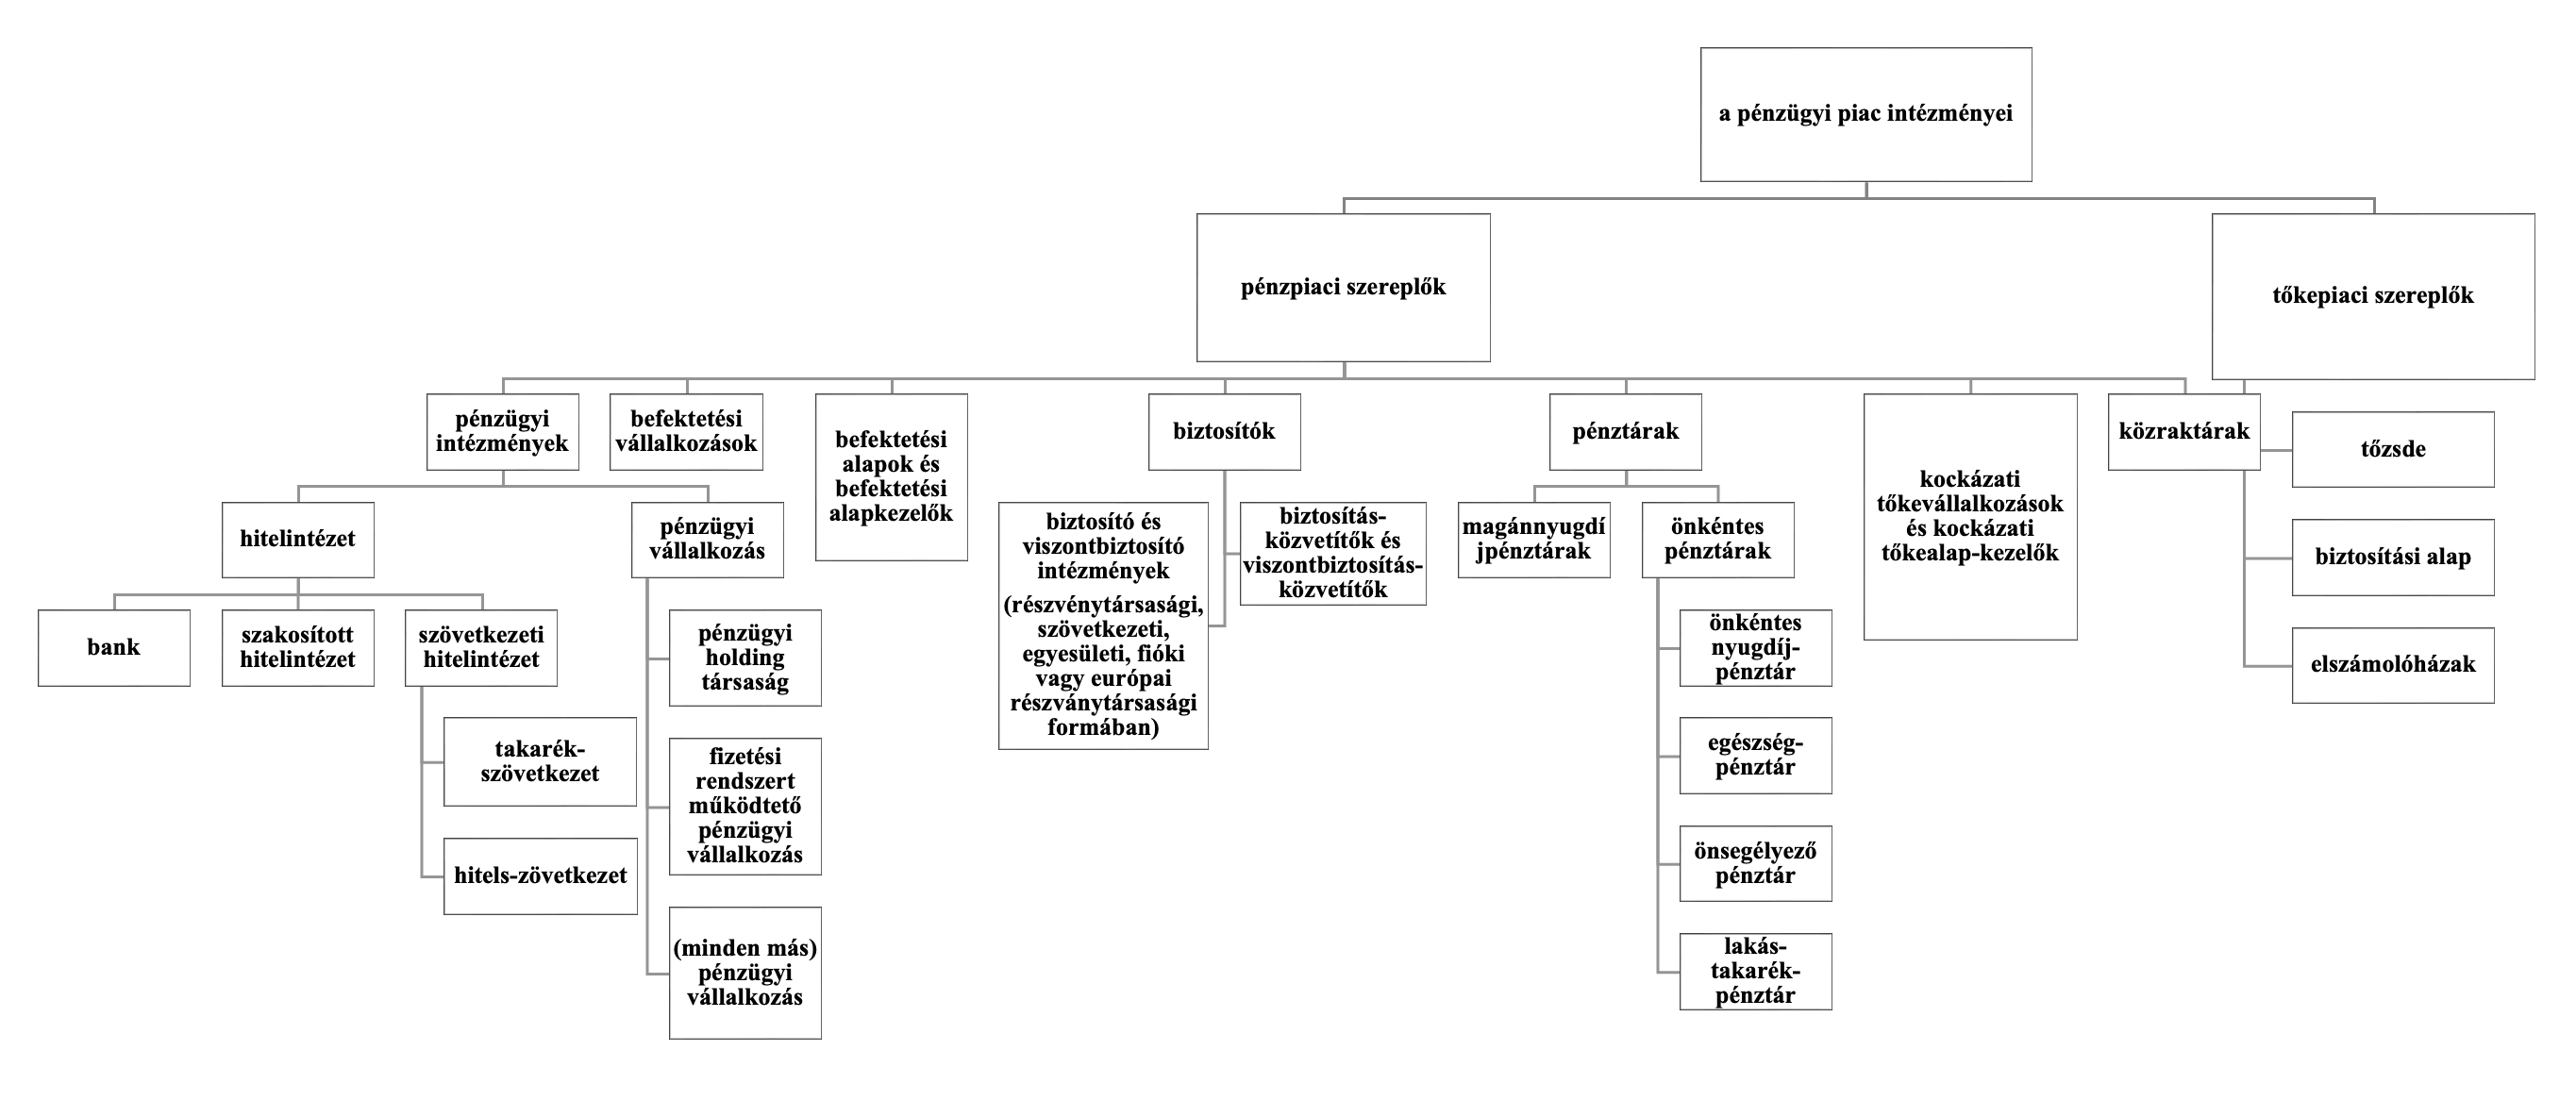 a pénzügyi piac intézményei
pénzpiaci szereplők
tőkepiaci szereplők
pénzügyi
intézmények
befektetési
vállalkozások
befektetési
alapok és
befektetési
alapkezelők
biztosítók
pénztárak
kockázati
tőkevállalkozások
és kockázati
tőkealap-kezelők
közraktárak
tőzsde
biztosítási alap
elszámolóházak
hitelintézet
pénzügyi
vállalkozás
biztosító és
viszontbiztosító
intézmények
(részvénytársasági,
szövetkezeti,
egyesületi, fióki
vagy európai
részványtársasági
formában)
biztosítás-
közvetítők és
viszontbiztosítás-
közvetítők
magánnyugdí
jpénztárak
önkéntes
pénztárak
bank
szakosított
hitelintézet
szövetkezeti
hitelintézet
takarék-
szövetkezet
hitels-zövetkezet
pénzügyi
holding
társaság
fizetési
rendszert
működtető
pénzügyi
vállalkozás
(minden más)
pénzügyi
vállalkozás
önkéntes
nyugdíj-
pénztár
egészség-
pénztár
önsegélyező
pénztár
lakás-
takarék-
pénztár